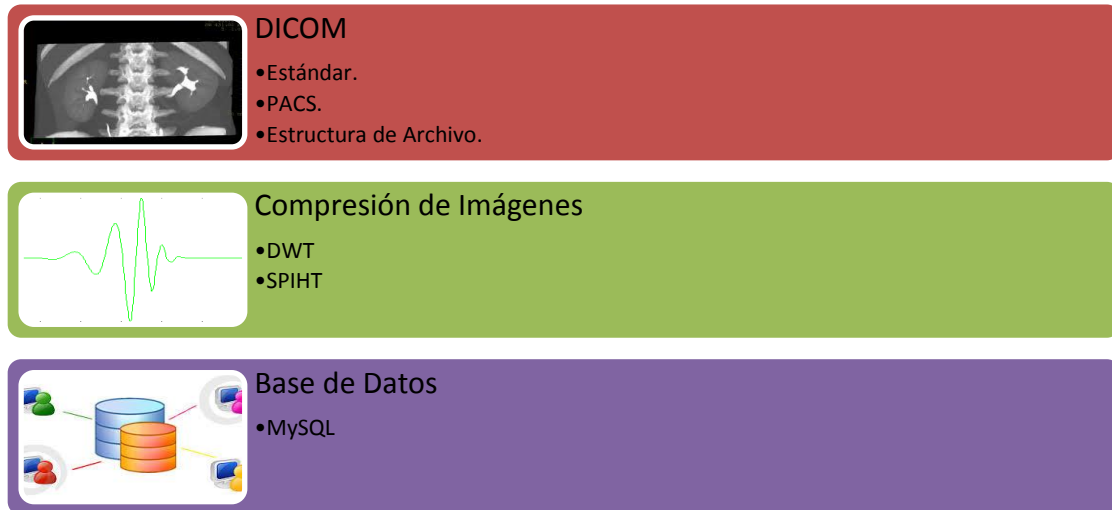 DICOM
•Estándar.
•PACS.
•Estructura de Archivo.
Compresión de Imágenes
•DWT
•SPIHT
Base de Datos
•MySQL